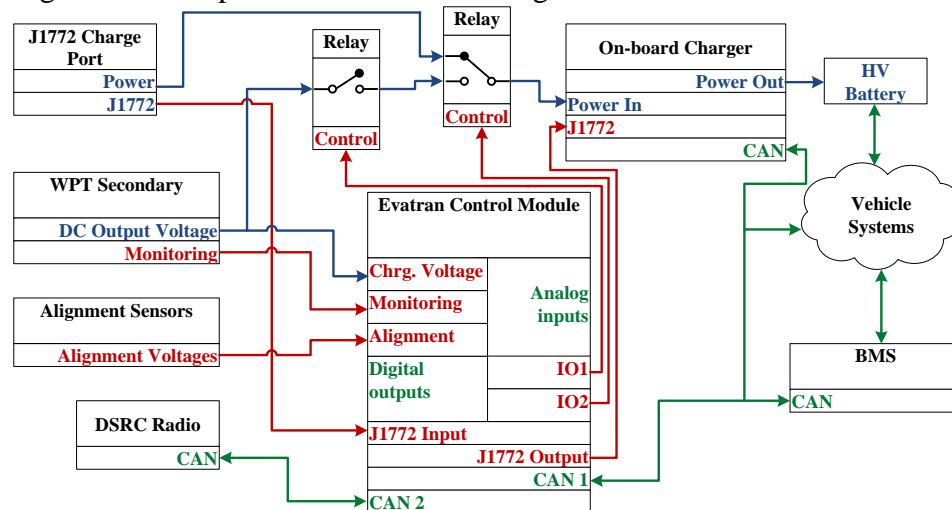 J1772 Charge
Port
Power
J1772
Relay
Control
Relay
Control
On-board Charger
Power Out
Power In
J1772
CAN
HV
Battery
WPT Secondary
DC Output Voltage
Monitoring
Evatran Control Module
Chrg. Voltage
Monitoring
Alignment
Analog
inputs
Digital
outputs
IO1
IO2
J1772 Input
J1772 Output
CAN 1
CAN 2
Vehicle
Systems
Alignment Sensors
Alignment Voltages
BMS
CAN
DSRC Radio
CAN